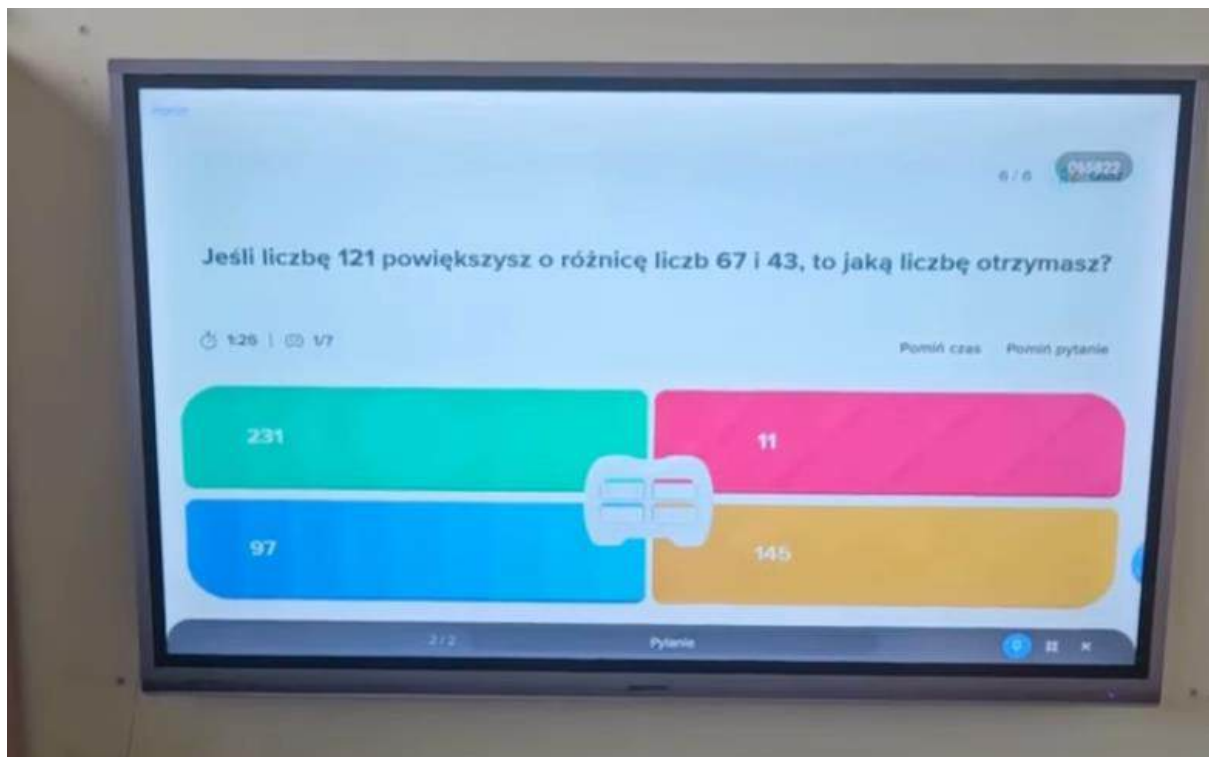 6 / 6
Jeśli liczbę 121 powiększysz o różnicę liczb 67 i 43, to jaką liczbę otrzymasz?
1:26 | 1/7
Pomiń czas Pomiń pytanie
231
11
97
145
2 / 2 Pytanie